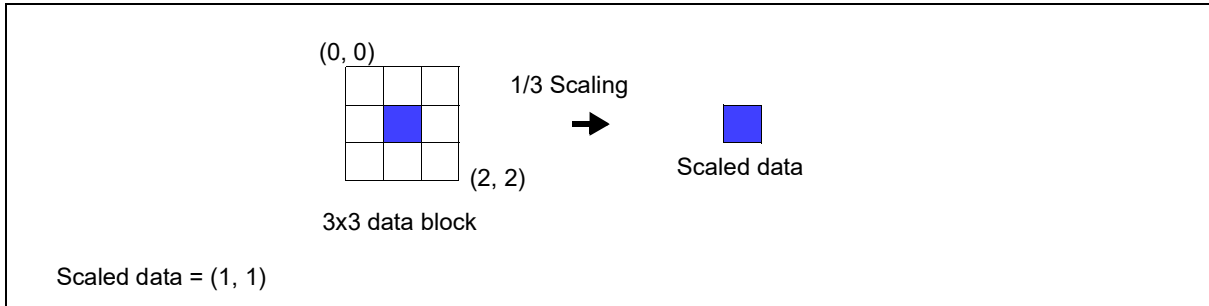 (0, 0)
1/3 Scaling
Scaled data
(2, 2)
3x3 data block
Scaled data = (1, 1)